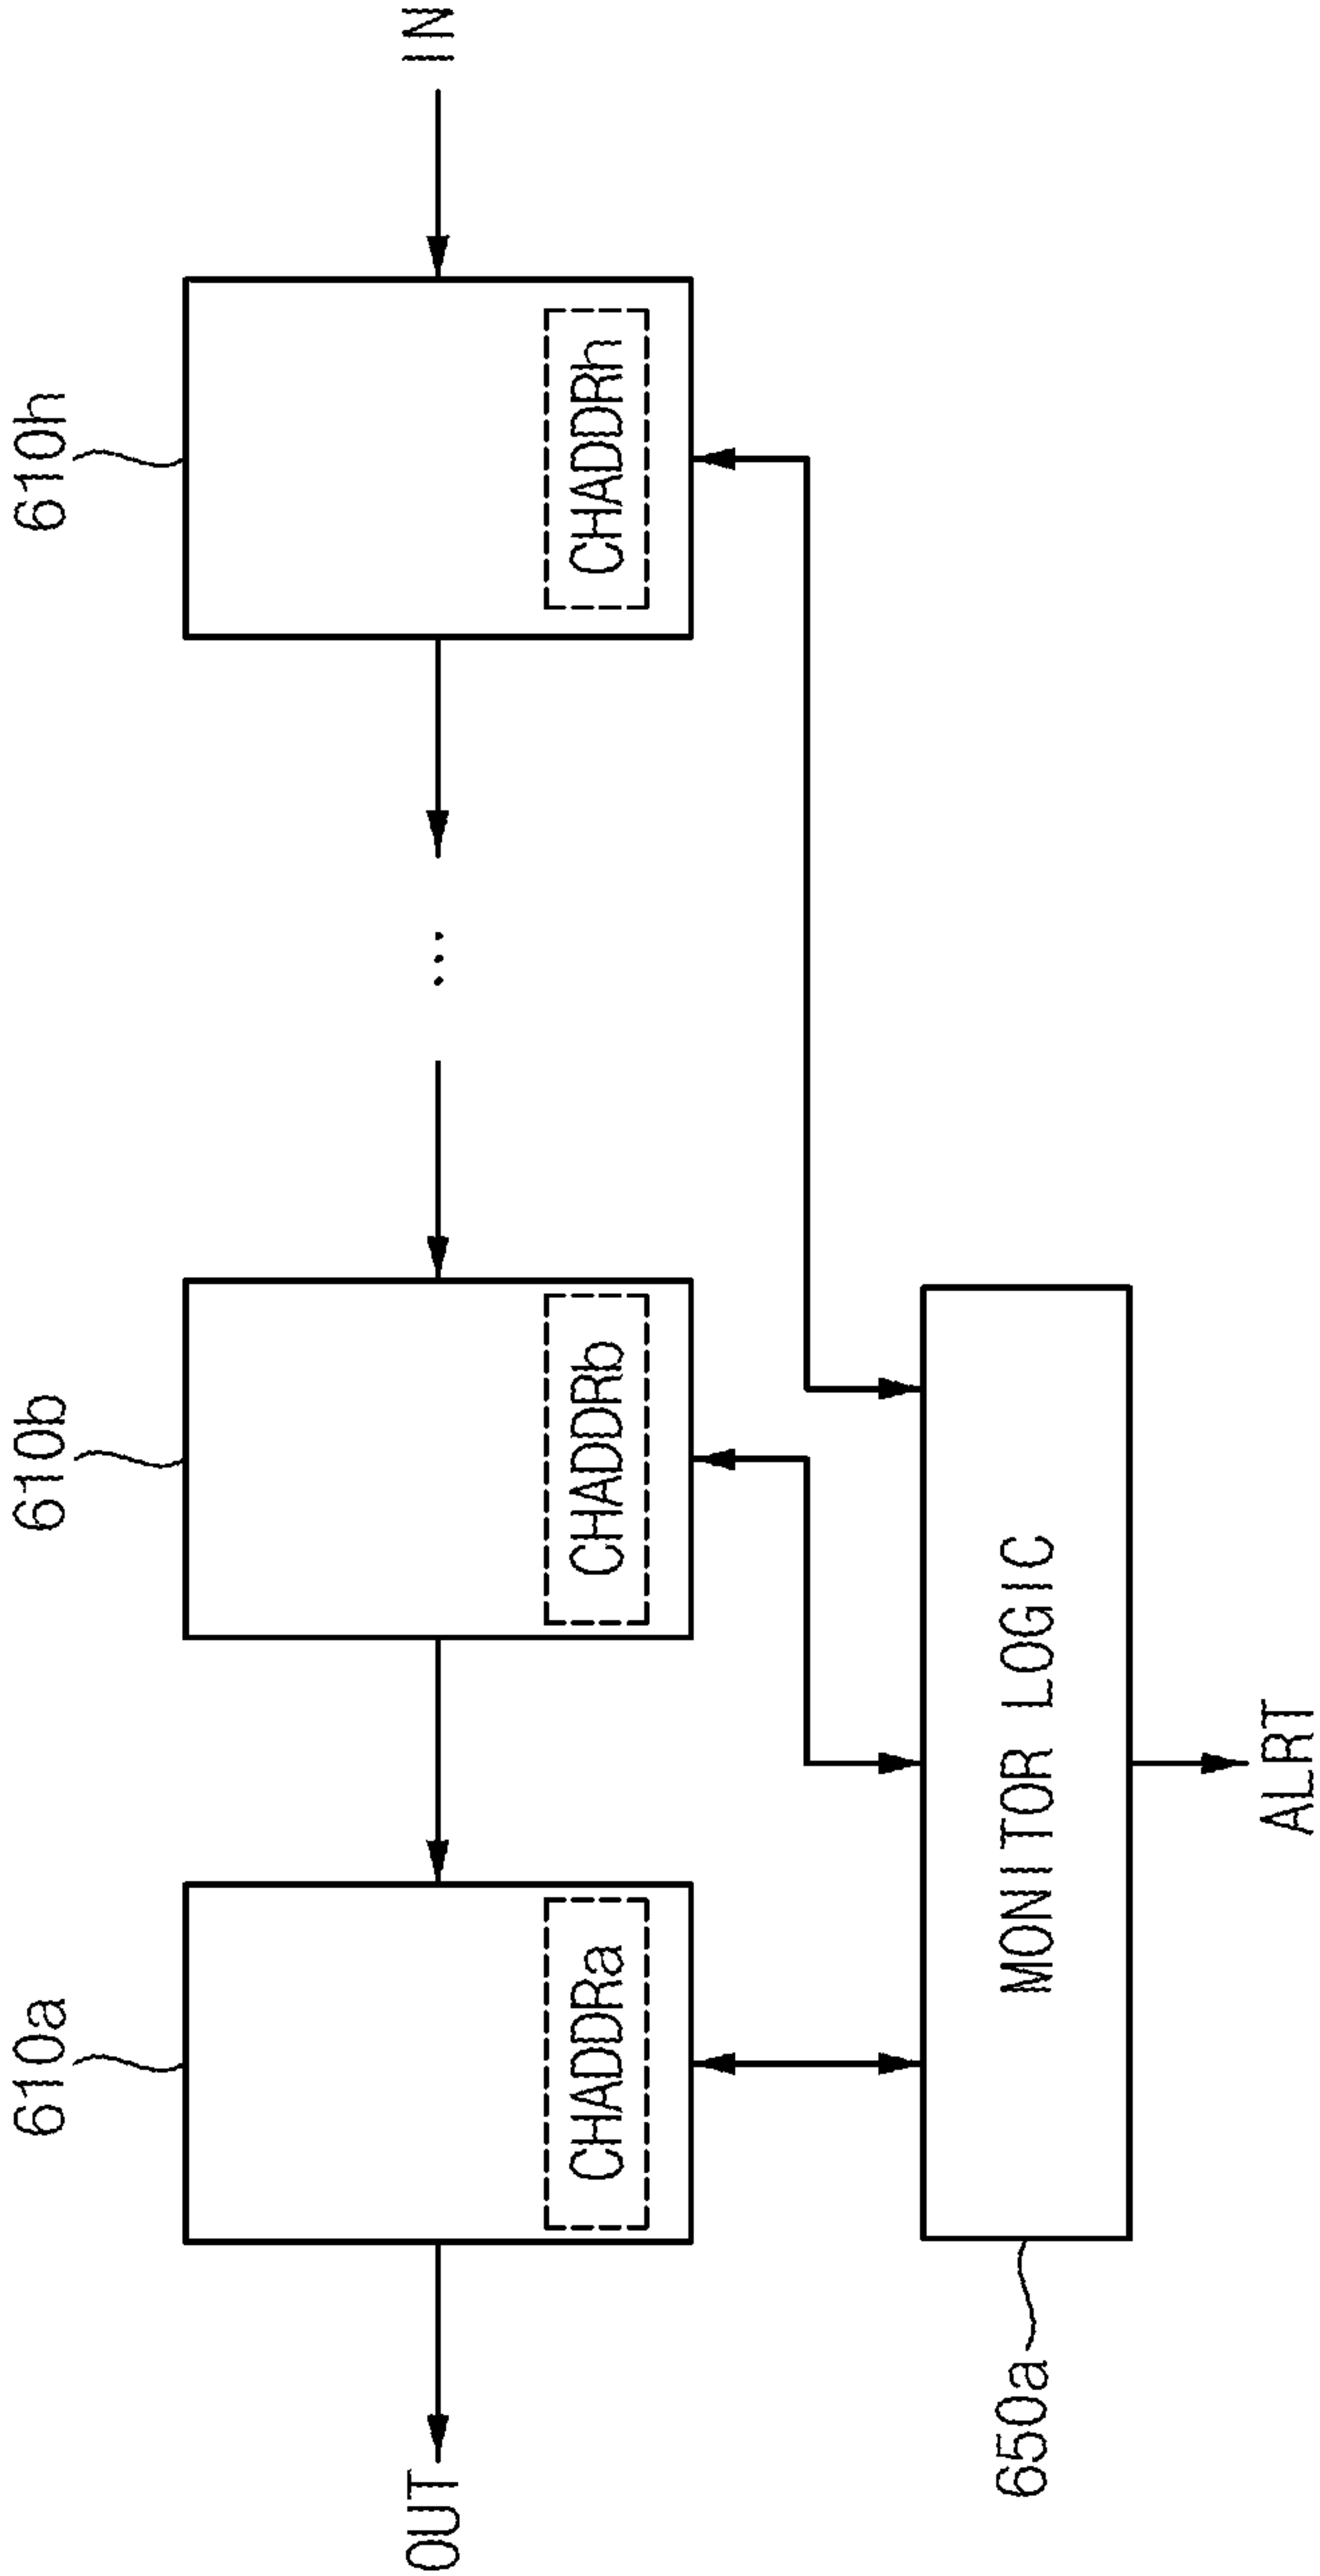 610a
610b
610h
OUT
IN
CHADDRa
CHADDRb
CHADDRh
...
650a
MONITOR LOGIC
ALRT